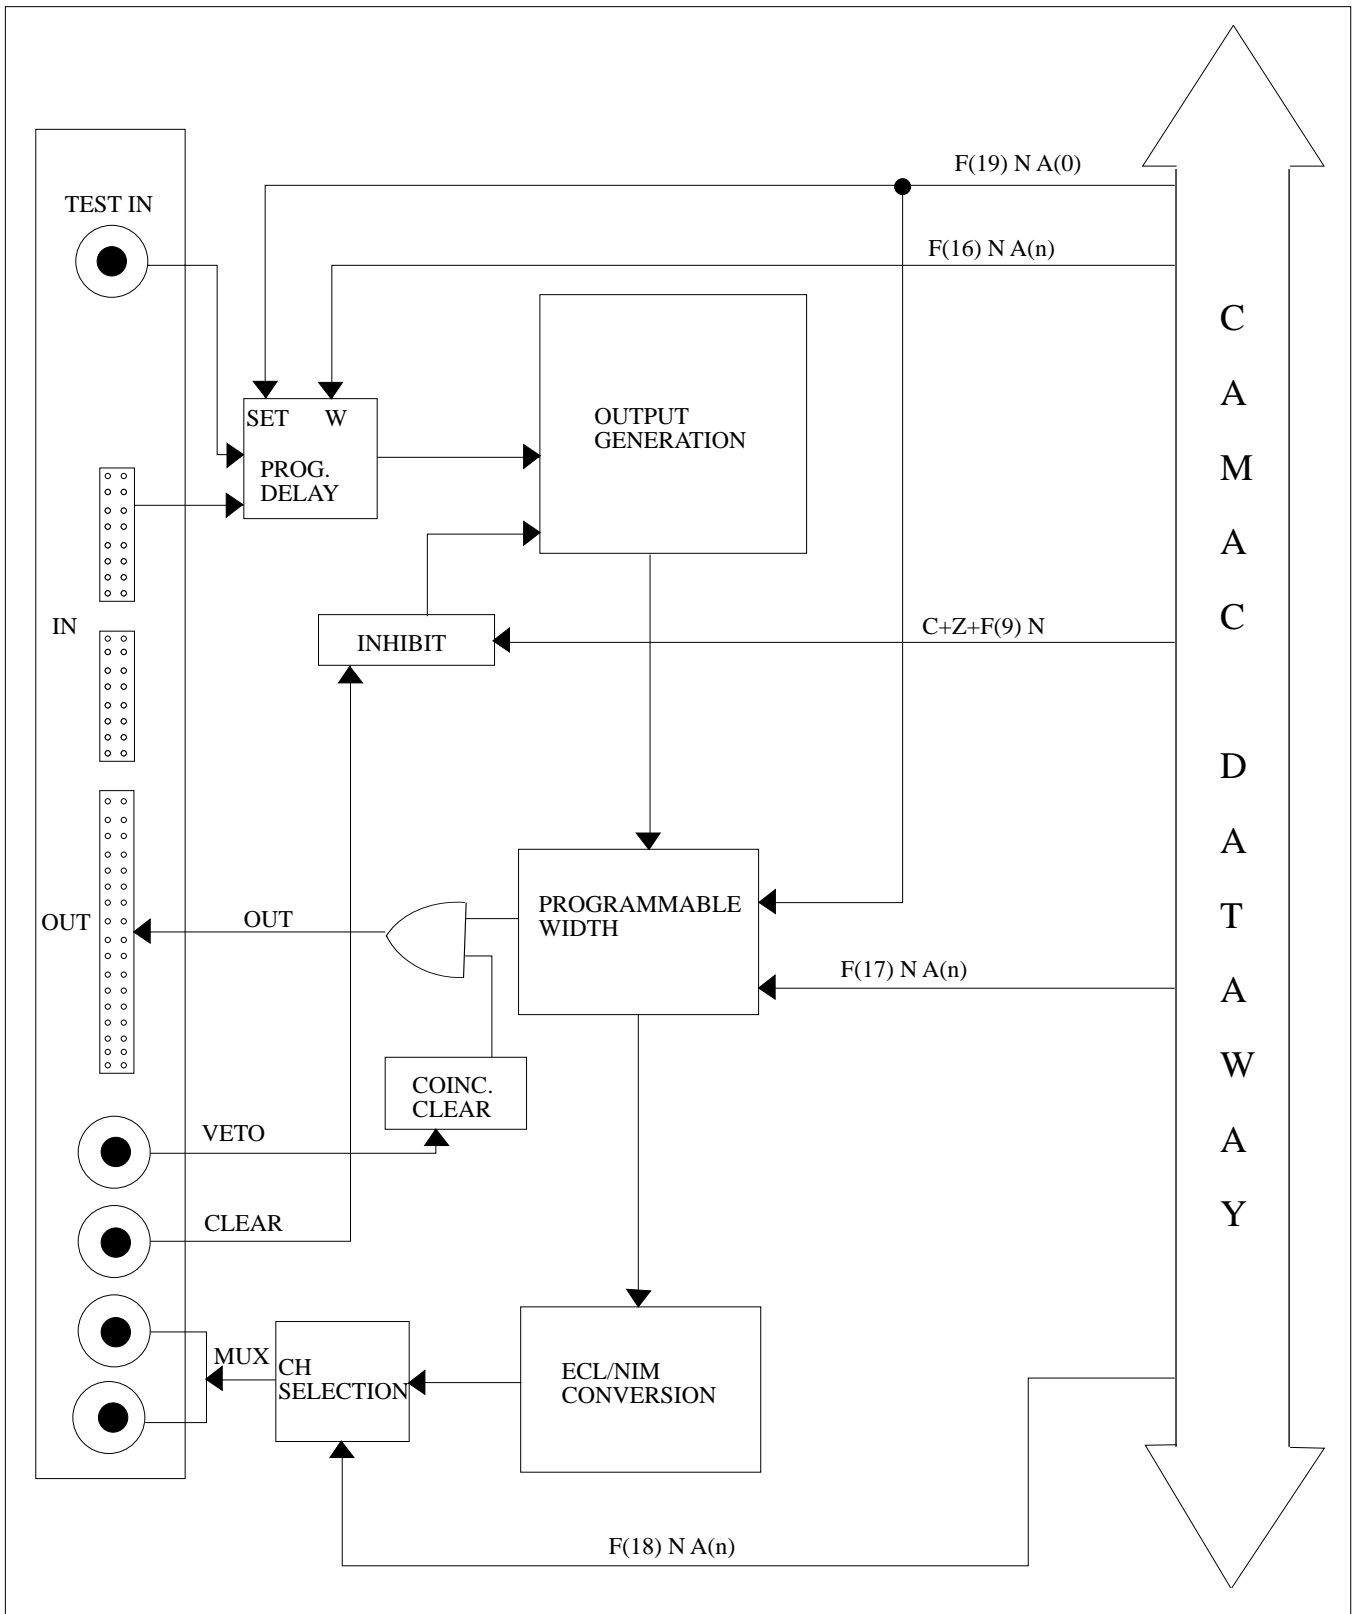 F(19) N A(0)
TEST IN
F(16) N A(n)
SET W
PROG.
DELAY
OUTPUT
GENERATION
IN
INHIBIT
C+Z+F(9) N
PROGRAMMABLE
WIDTH
OUT
OUT
F(17) N A(n)
COINC.
CLEAR
VETO
CLEAR
MUX
CH
SELECTION
ECL/NIM
CONVERSION
F(18) N A(n)
C
A
M
A
C
D
A
T
A
W
A
Y